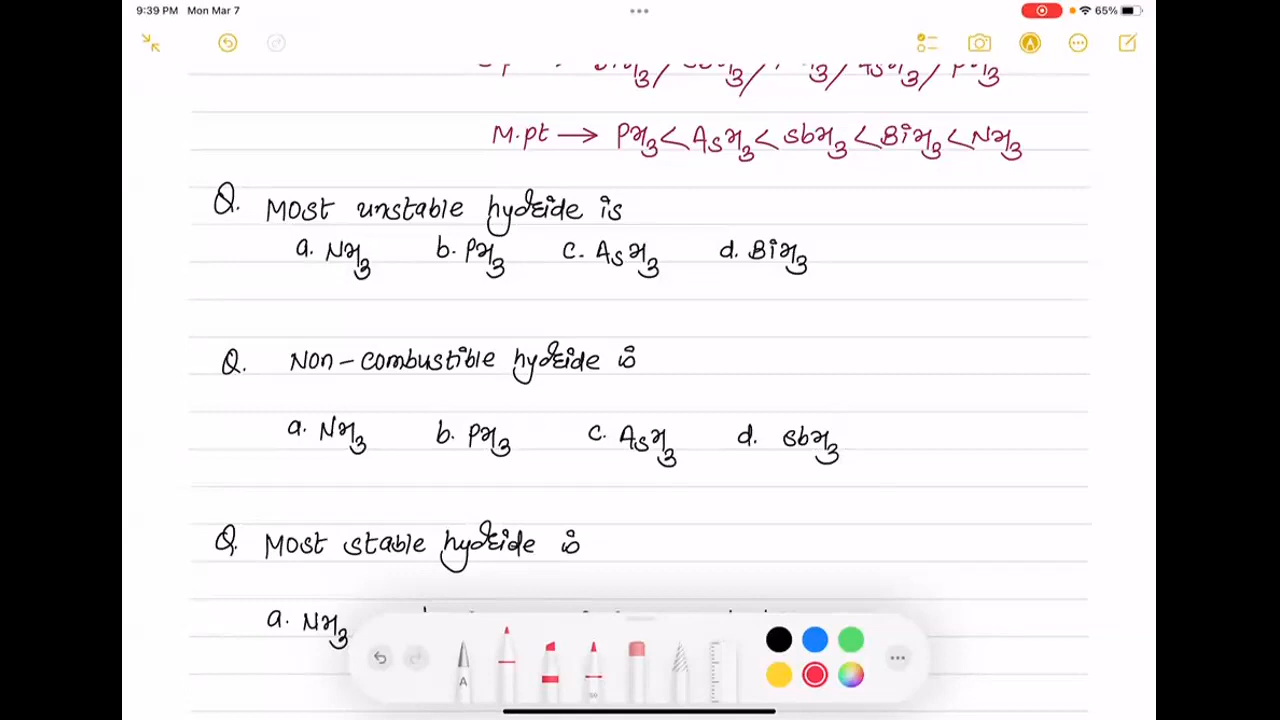 9:39 PM Mon Mar 7 65%
M.pt → PH3 < AsH3 < SbH3 < BiH3 < NH3
Q. Most unstable hydride is
a. NH3 b. PH3 c. AsH3 d. BiH3
Q. Non-combustible hydride is
a. NH3 b. PH3 c. AsH3 d. SbH3
Q. Most stable hydride is
a. NH3
A
50